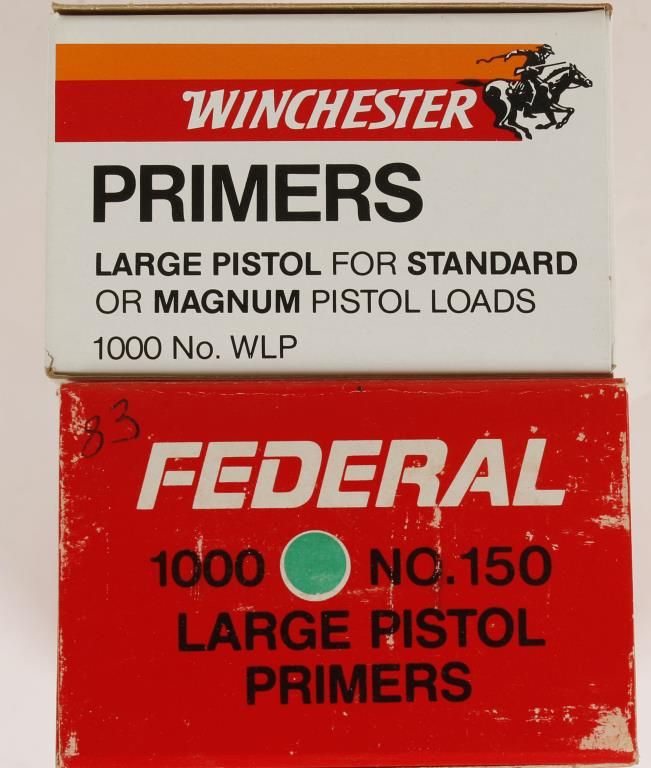 WINCHESTER
PRIMERS
LARGE PISTOL FOR STANDARD
OR MAGNUM PISTOL LOADS
1000 No. WLP
83
FEDERAL
1000 NO.150
LARGE PISTOL
PRIMERS